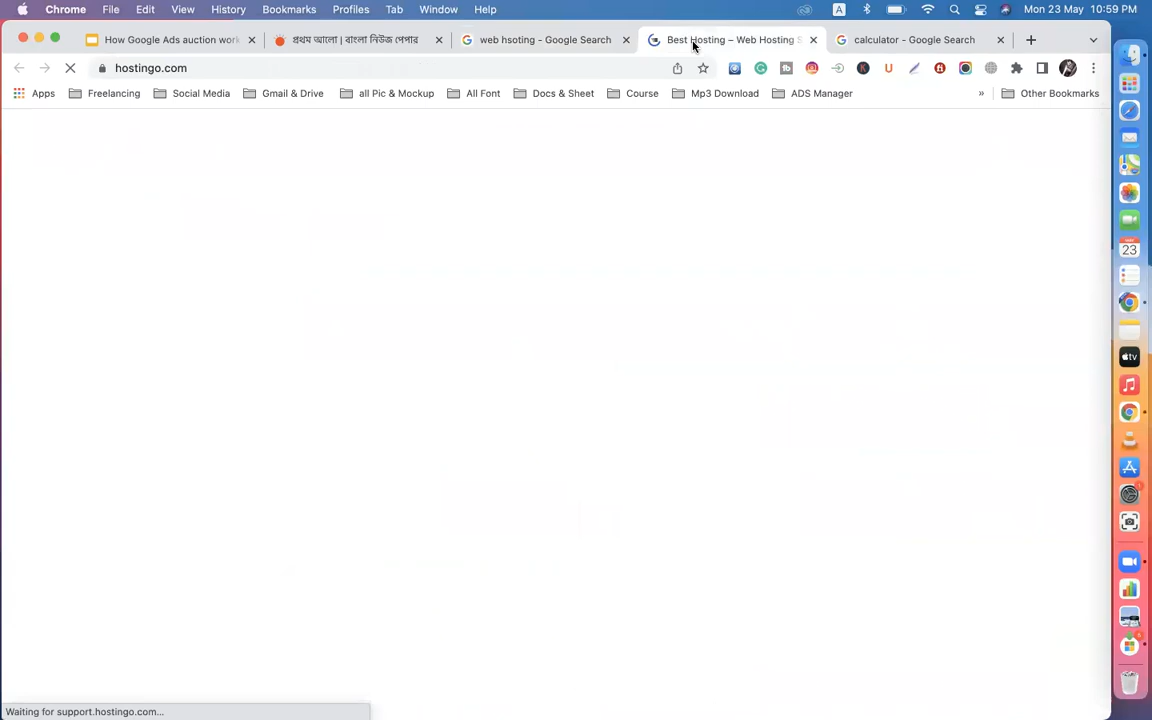 Chrome File Edit View History Bookmarks Profiles Tab Window Help A Mon 23 May 10:59 PM
How Google Ads auction work প্রথম আলো | বাংলা নিউজ পেপার web hsoting - Google Search Best Hosting – Web Hosting S calculator - Google Search
hostingo.com
Apps Freelancing Social Media Gmail & Drive all Pic & Mockup All Font Docs & Sheet Course Mp3 Download ADS Manager » Other Bookmarks
23
tv
Waiting for support.hostingo.com...